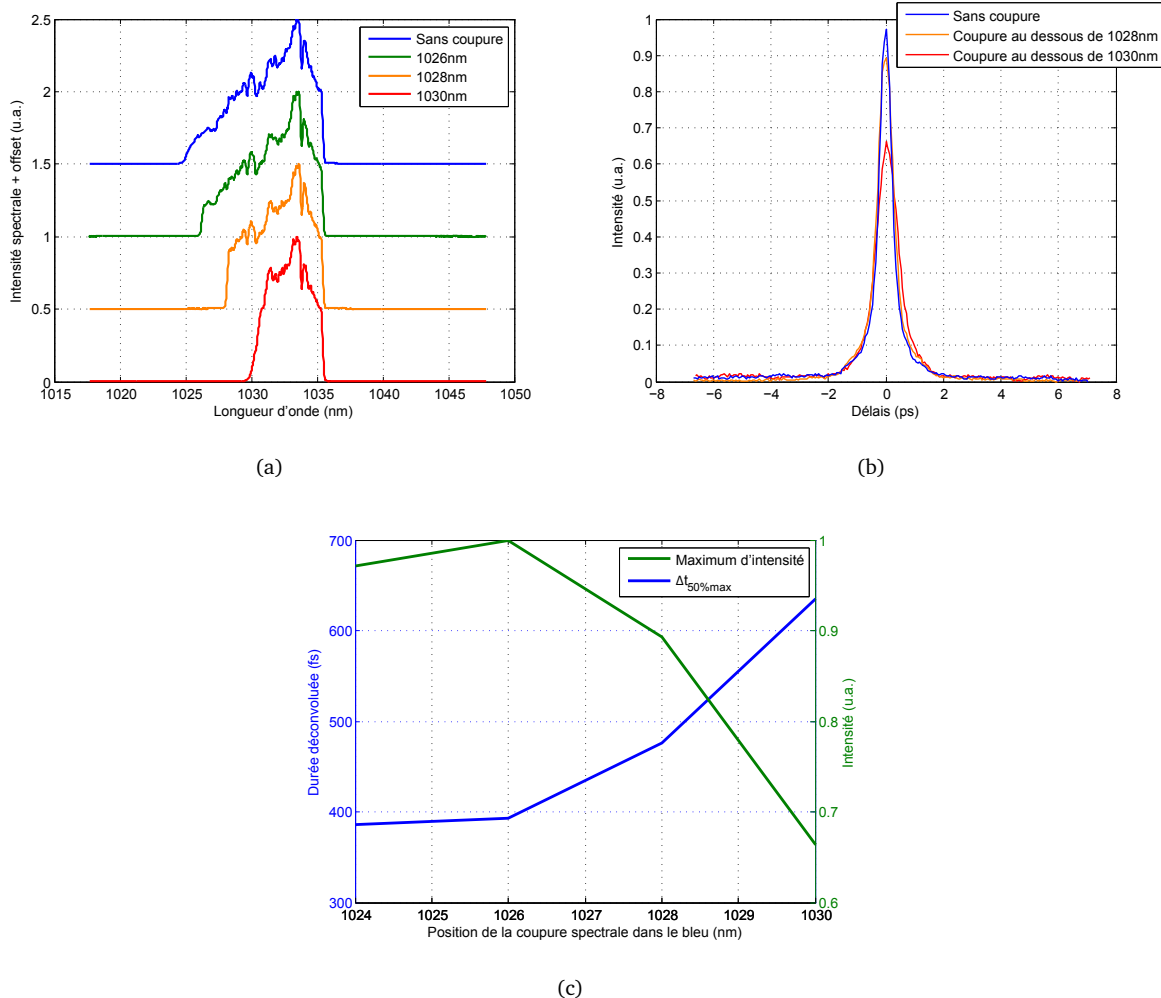 2.5
2
1.5
1
0.5
0
1015
1020
1025
1030
1035
1040
1045
1050
Intensité spectrale + offset (u.a.)
Longueur d'onde (nm)
Sans coupure
1026nm
1028nm
1030nm
(a)
1
0.9
0.8
0.7
0.6
0.5
0.4
0.3
0.2
0.1
0
−8
−6
−4
−2
0
2
4
6
8
Intensité (u.a.)
Délais (ps)
Sans coupure
Coupure au dessous de 1028nm
Coupure au dessous de 1030nm
(b)
700
600
500
400
300
Durée déconvoluée (fs)
1024
1025
1026
1027
1028
1029
1030
Position de la coupure spectrale dans le bleu (nm)
1
0.9
0.8
0.7
0.6
Intensité (u.a.)
Maximum d'intensité
Δt50%max
(c)